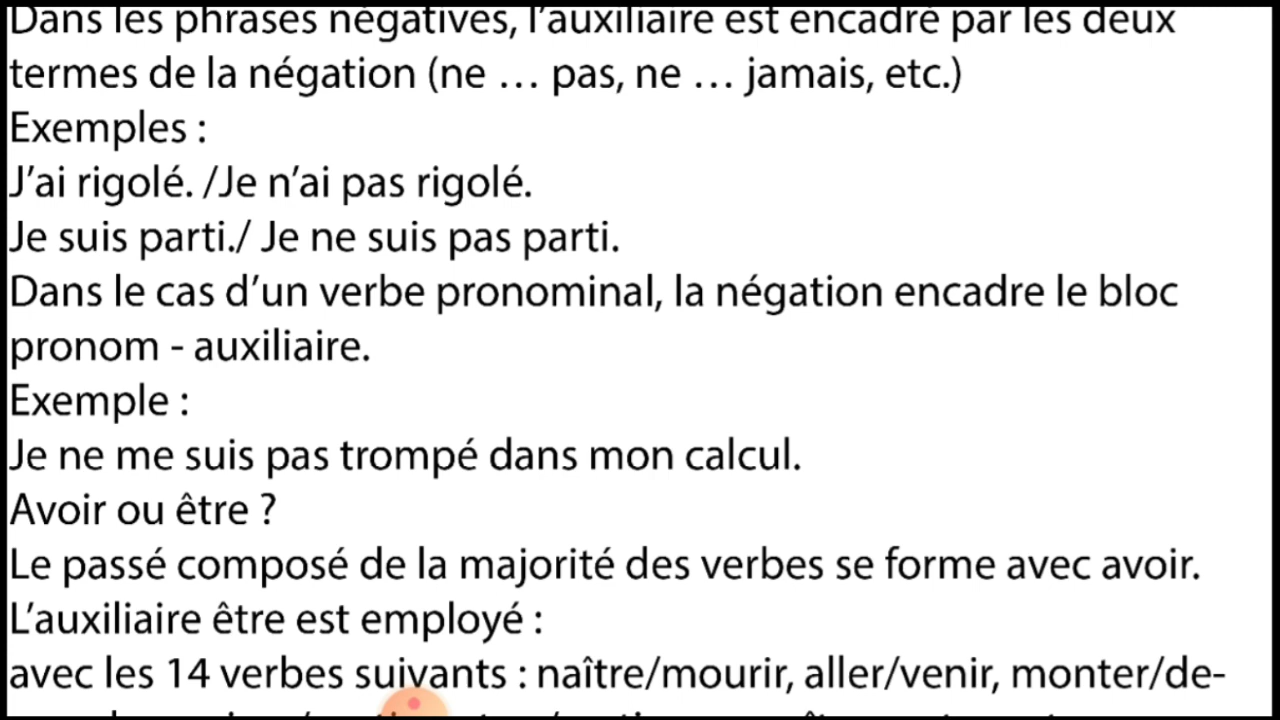 Dans les phrases négatives, l’auxiliaire est encadré par les deux
termes de la négation (ne … pas, ne … jamais, etc.)
Exemples :
J’ai rigolé. /Je n’ai pas rigolé.
Je suis parti./ Je ne suis pas parti.
Dans le cas d’un verbe pronominal, la négation encadre le bloc
pronom - auxiliaire.
Exemple :
Je ne me suis pas trompé dans mon calcul.
Avoir ou être ?
Le passé composé de la majorité des verbes se forme avec avoir.
L’auxiliaire être est employé :
avec les 14 verbes suivants : naître/mourir, aller/venir, monter/de-